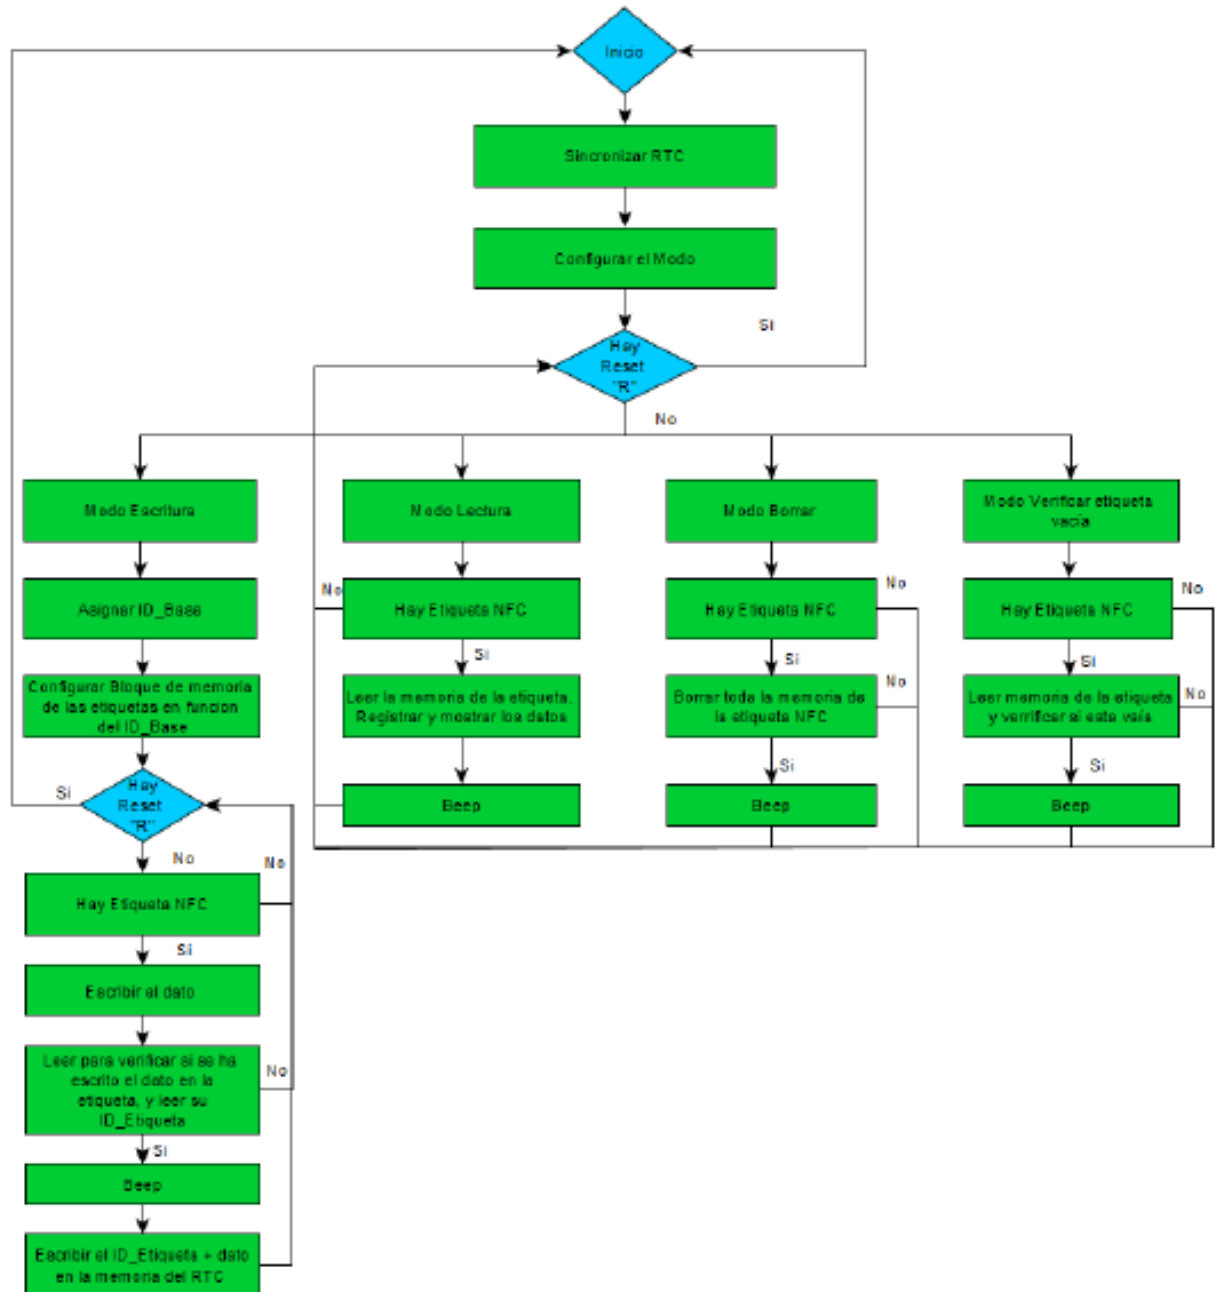 Inicio
Sincronizar RTC
Configurar el Modo
Si
Hay
Reset
"R"
No
Modo Escritura
Modo Lectura
Modo Borrar
Modo Verificar etiqueta
vacía
Asignar ID_Base
No
Hay Etiqueta NFC
Hay Etiqueta NFC
No
Hay Etiqueta NFC
No
Si
Si
Si
Configurar Bloque de memoria
de las etiquetas en funcion
del ID_Base
Leer la memoria de la etiqueta.
Registrar y mostrar los datos
Borrar toda la memoria de
la etiqueta NFC
No
Leer memoria de la etiqueta
y verrificar si esta vaía
No
Si
Si
Si
Hay
Reset
"R"
Beep
Beep
Beep
No
No
Hay Etiqueta NFC
Si
Escribir el dato
Leer para verificar si se ha
escrito el dato en la
etiqueta, y leer su
ID_Etiqueta
No
Si
Beep
Escribir el ID_Etiqueta + dato
en la memoria del RTC